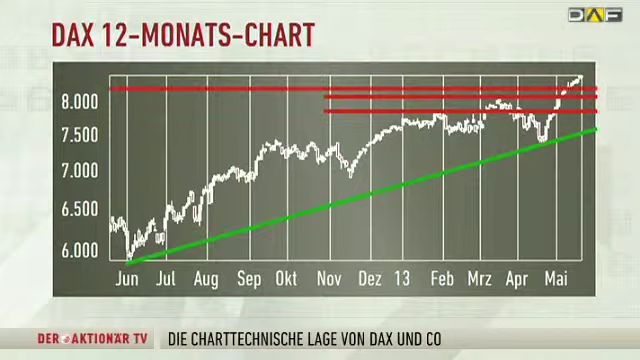 DAF
DAX 12-MONATS-CHART
8.000
7.500
7.000
6.500
6.000
Jun Jul Aug Sep Okt Nov Dez 13 Feb Mrz Apr Mai
DER AKTIONÄR TV DIE CHARTTECHNISCHE LAGE VON DAX UND CO